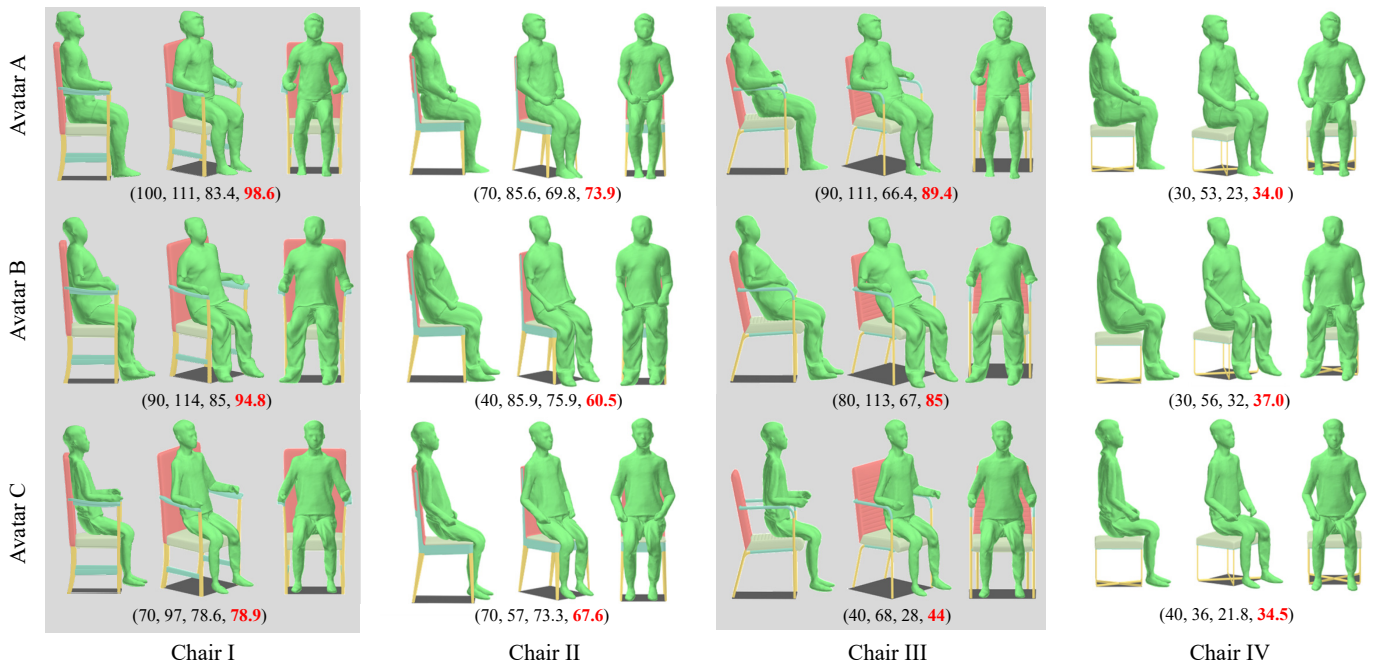 Avatar A
(100, 111, 83.4, 98.6)
(70, 85.6, 69.8, 73.9)
(90, 111, 66.4, 89.4)
(30, 53, 23, 34.0 )
Avatar B
(90, 114, 85, 94.8)
(40, 85.9, 75.9, 60.5)
(80, 113, 67, 85)
(30, 56, 32, 37.0)
Avatar C
(70, 97, 78.6, 78.9)
(70, 57, 73.3, 67.6)
(40, 68, 28, 44)
(40, 36, 21.8, 34.5)
Chair I
Chair II
Chair III
Chair IV